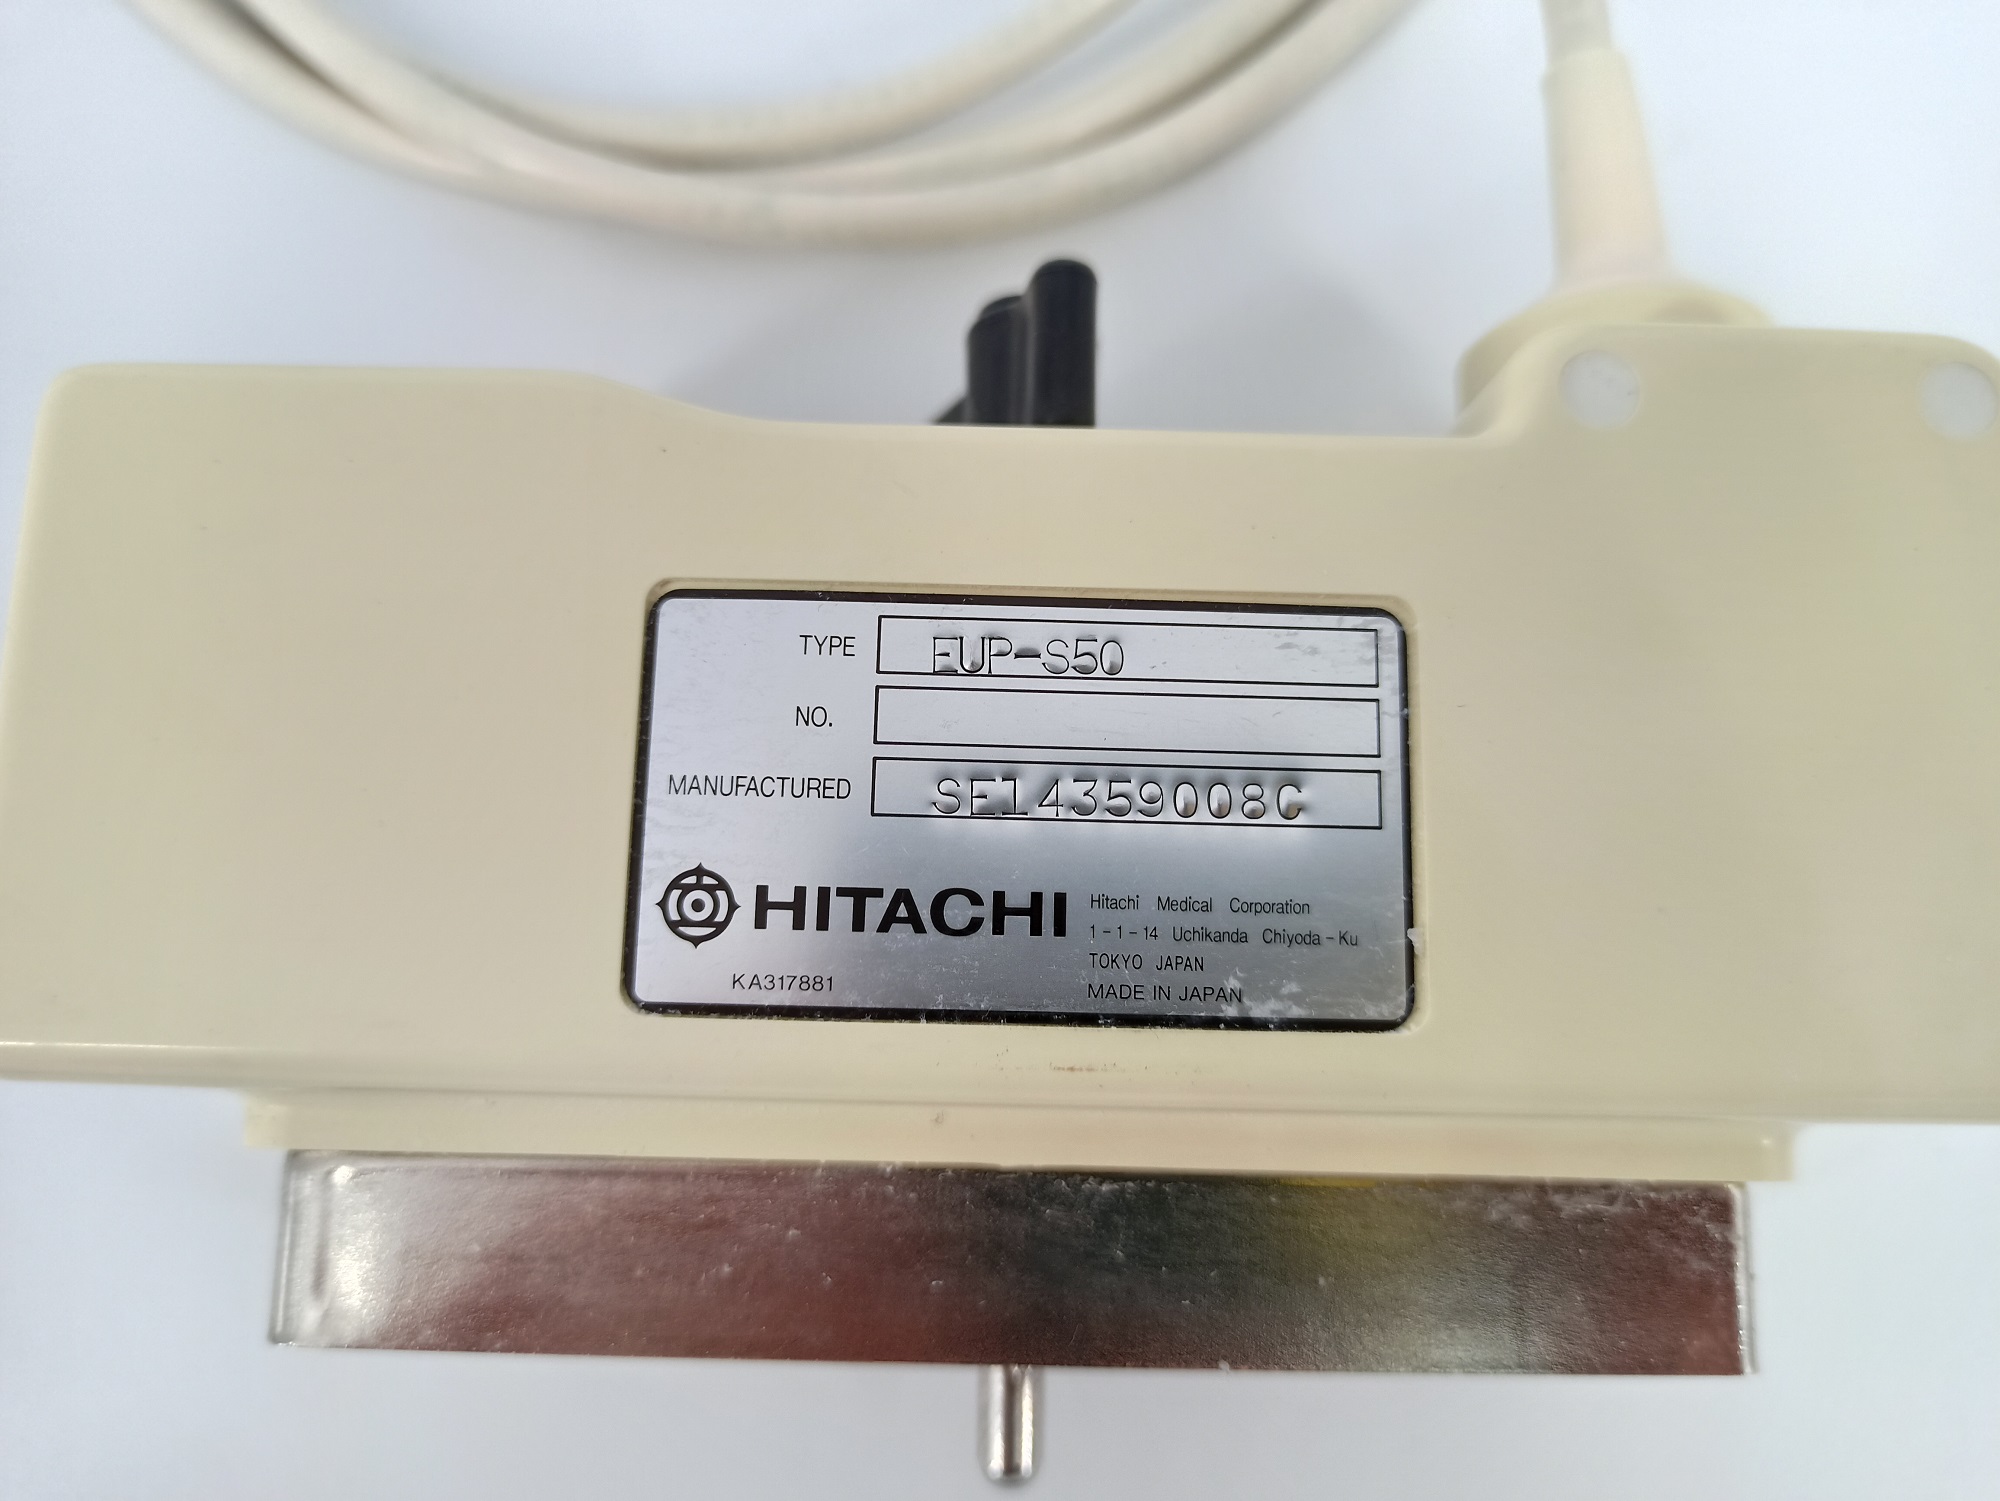 TYPE EUP-S50
NO.
MANUFACTURED SE14359008C
HITACHI
Hitachi Medical Corporation
1-1-14 Uchikanda Chiyoda-Ku
TOKYO JAPAN
MADE IN JAPAN
KA317881